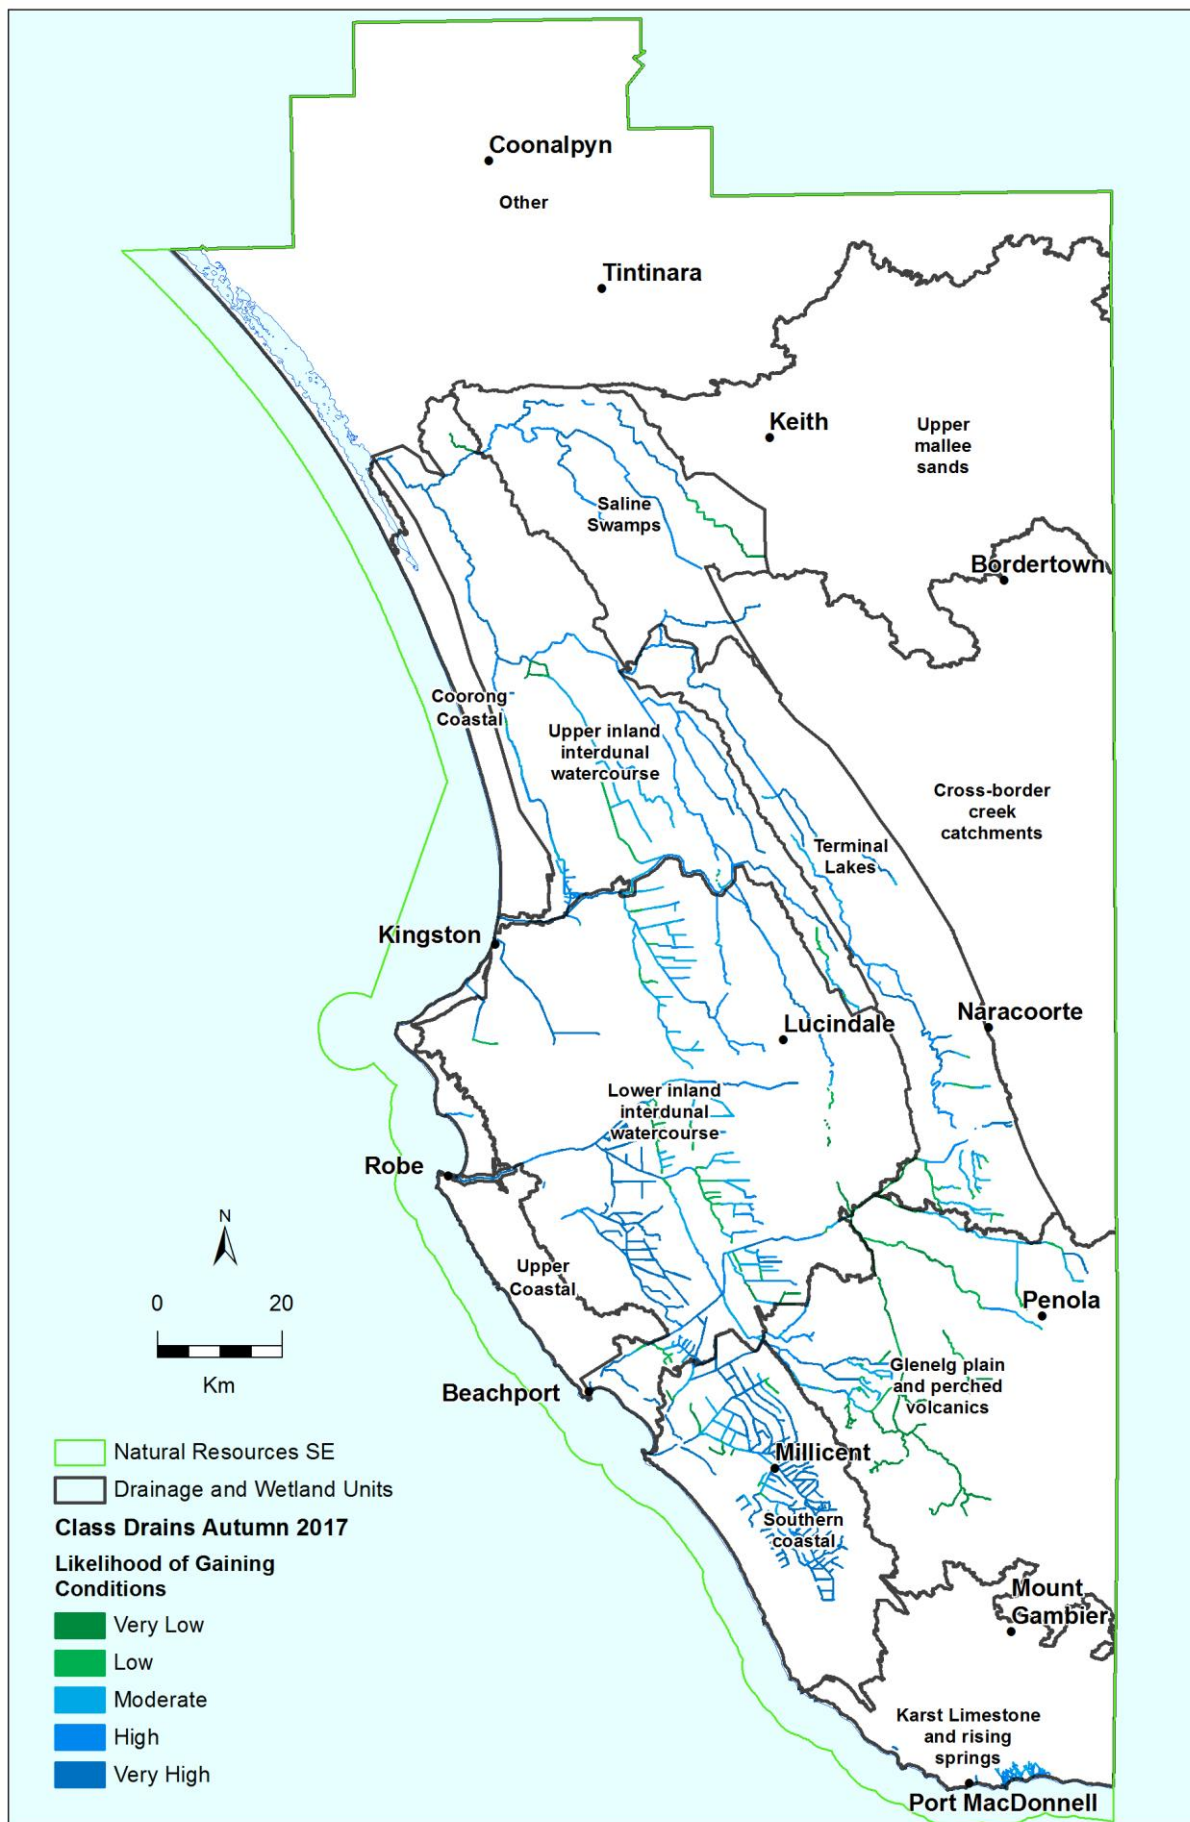 Coonalpyn
Other
Tintinara
Keith
Upper
mallee
sands
Saline
Swamps
Bordertown
Coorong
Coastal
Upper inland
interdunal
watercourse
Cross-border
creek
catchments
Terminal
Lakes
Kingston
Lucindale
Naracoorte
Lower inland
interdunal
watercourse
Robe
N
Upper
Coastal
0 20
Km
Penola
Beachport
Glenelg plain
and perched
volcanics
Millicent
Southern
coastal
Natural Resources SE
Drainage and Wetland Units
Class Drains Autumn 2017
Likelihood of Gaining
Conditions
Very Low
Low
Moderate
High
Very High
Mount
Gambier
Karst Limestone
and rising
springs
Port MacDonnell